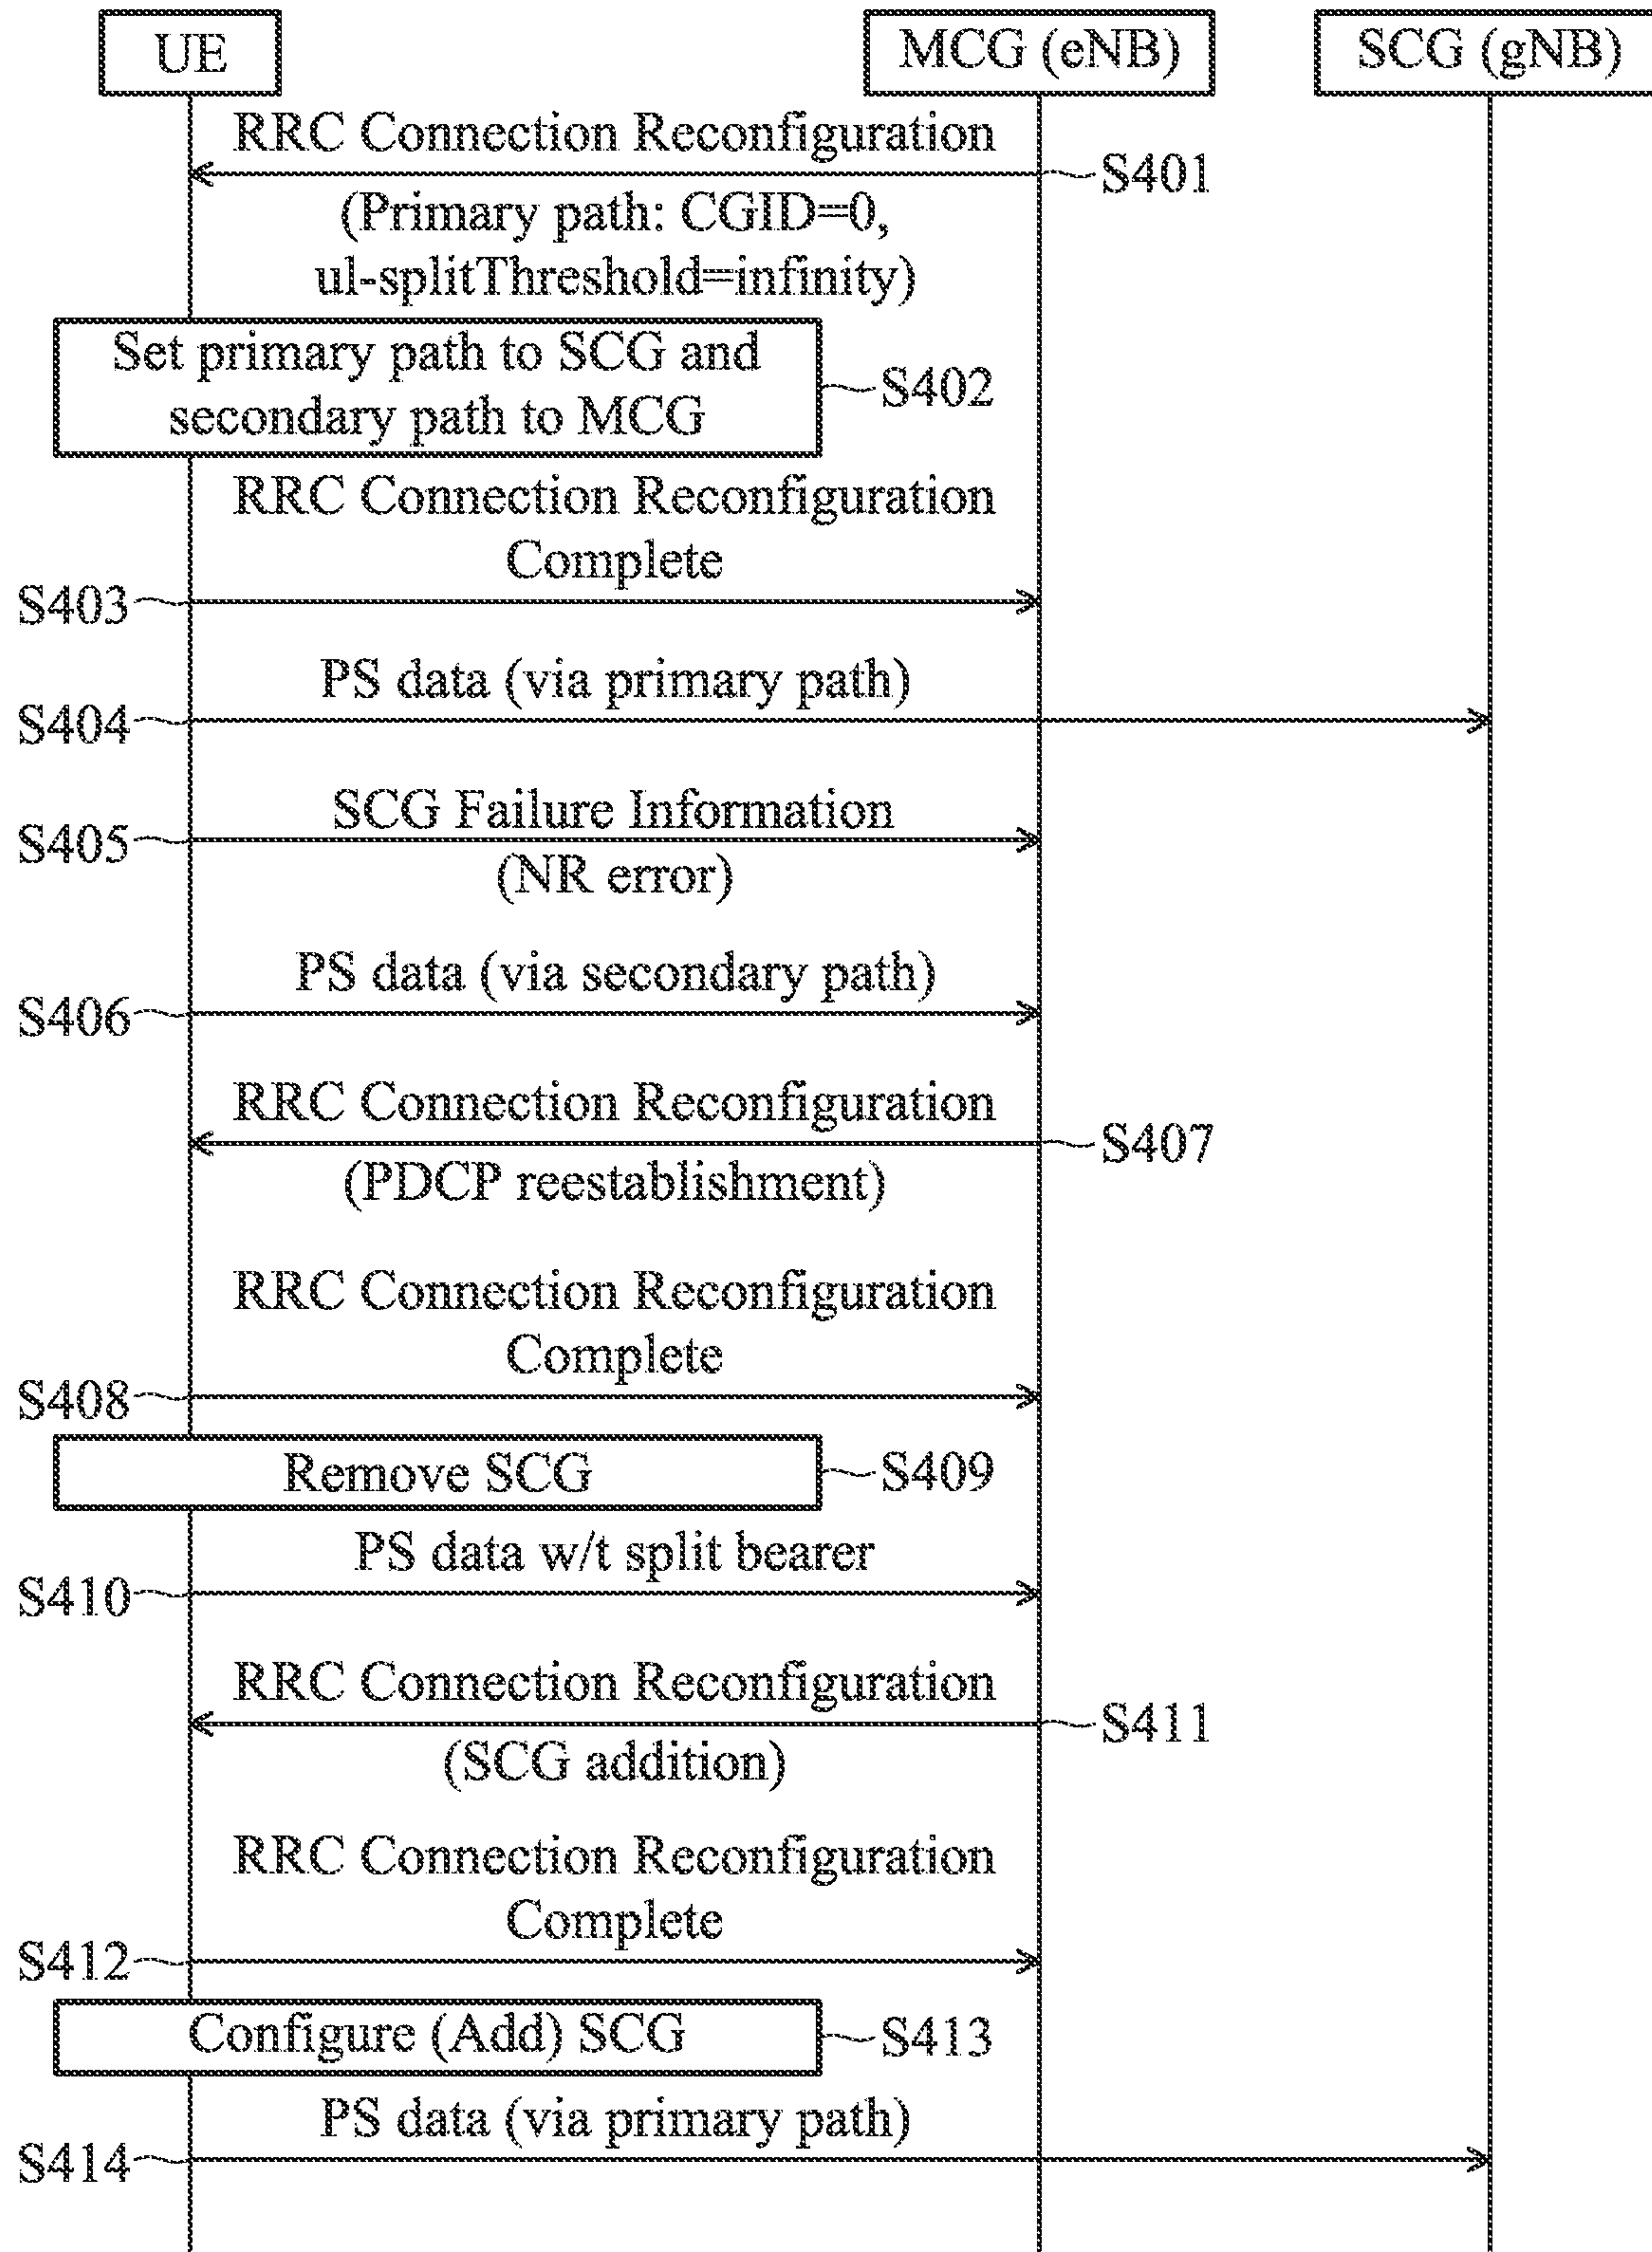 UE
MCG (eNB)
SCG (gNB)
RRC Connection Reconfiguration
S401
(Primary path: CGID=0,
ul-splitThreshold=infinity)
Set primary path to SCG and
secondary path to MCG
S402
RRC Connection Reconfiguration
Complete
S403
PS data (via primary path)
S404
SCG Failure Information
S405
(NR error)
PS data (via secondary path)
S406
RRC Connection Reconfiguration
S407
(PDCP reestablishment)
RRC Connection Reconfiguration
Complete
S408
Remove SCG
S409
PS data w/t split bearer
S410
RRC Connection Reconfiguration
S411
(SCG addition)
RRC Connection Reconfiguration
Complete
S412
Configure (Add) SCG
S413
PS data (via primary path)
S414